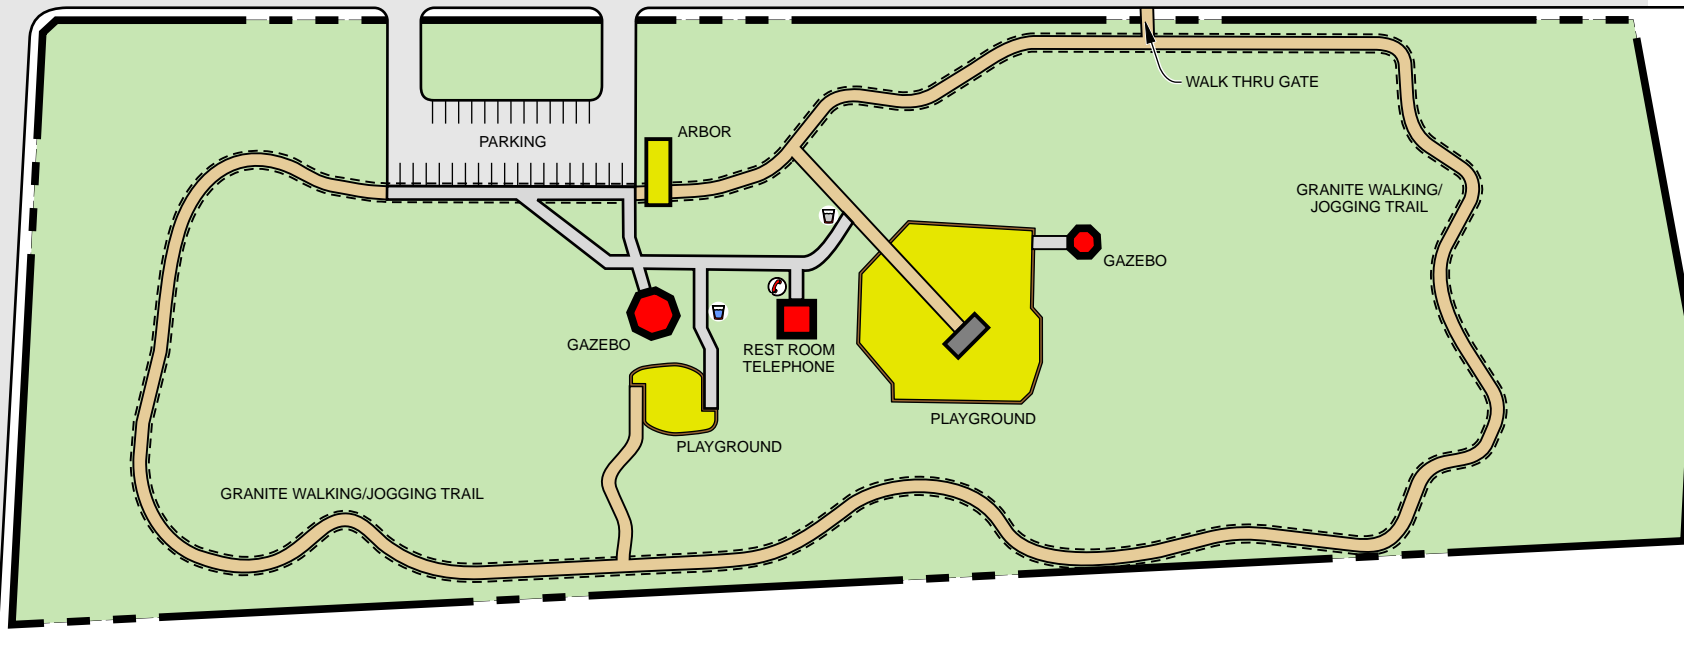 WALK THRU GATE
ARBOR
PARKING
GRANITE WALKING/
JOGGING TRAIL
GAZEBO
GAZEBO
REST ROOM
TELEPHONE
PLAYGROUND
PLAYGROUND
GRANITE WALKING/JOGGING TRAIL